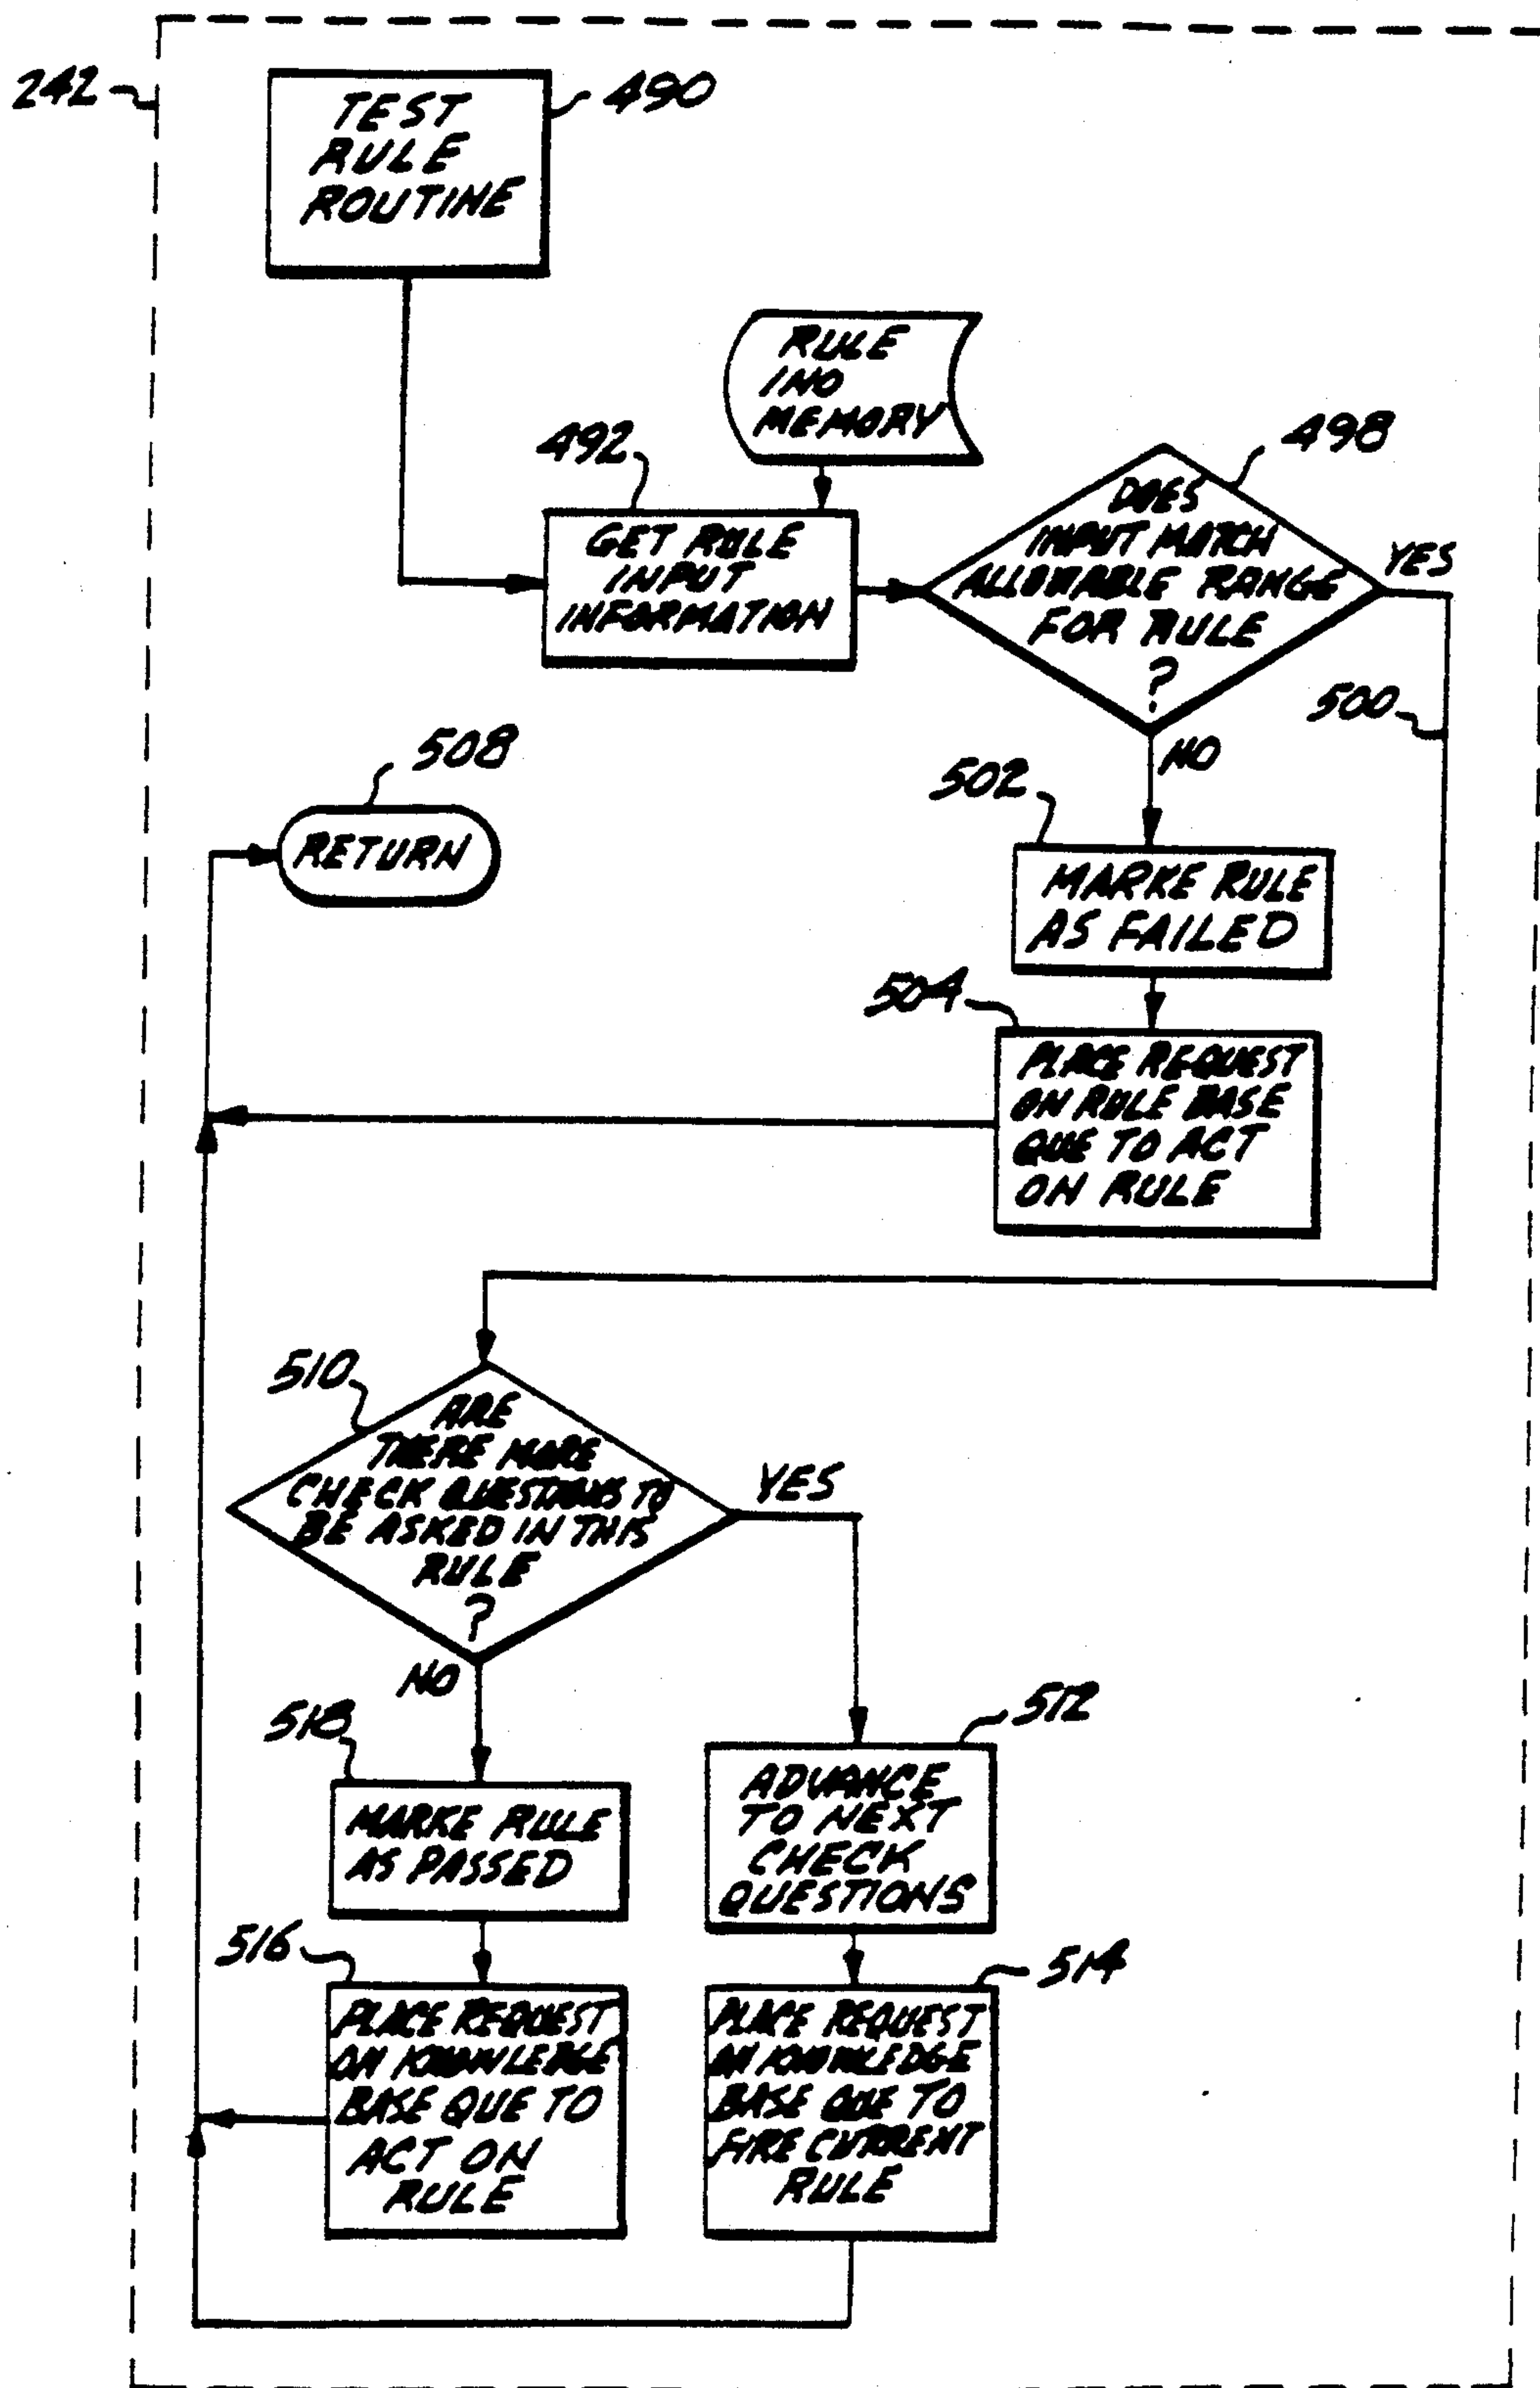 242
TEST
RULE
ROUTINE
490
RULE
INO
MEMORY
492
GET RULE
INPUT
INFORMATION
498
DOES
INPUT MATCH
ALLOWABLE RANGE
FOR RULE
?
YES
500
NO
508
RETURN
502
MARKE RULE
AS FAILED
504
PLACE REQUEST
ON RULE BASE
QUE TO ACT
ON RULE
510
ARE
THERE MORE
CHECK QUESTIONS TO
BE ASKED IN THIS
RULE
?
YES
NO
518
MARKE RULE
AS PASSED
512
ADVANCE
TO NEXT
CHECK
QUESTIONS
516
PLACE REQUEST
ON KNOWLEDGE
BASE QUE TO
ACT ON
RULE
514
PLACE REQUEST
ON KNOWLEDGE
BASE QUE TO
FIRE CURRENT
RULE